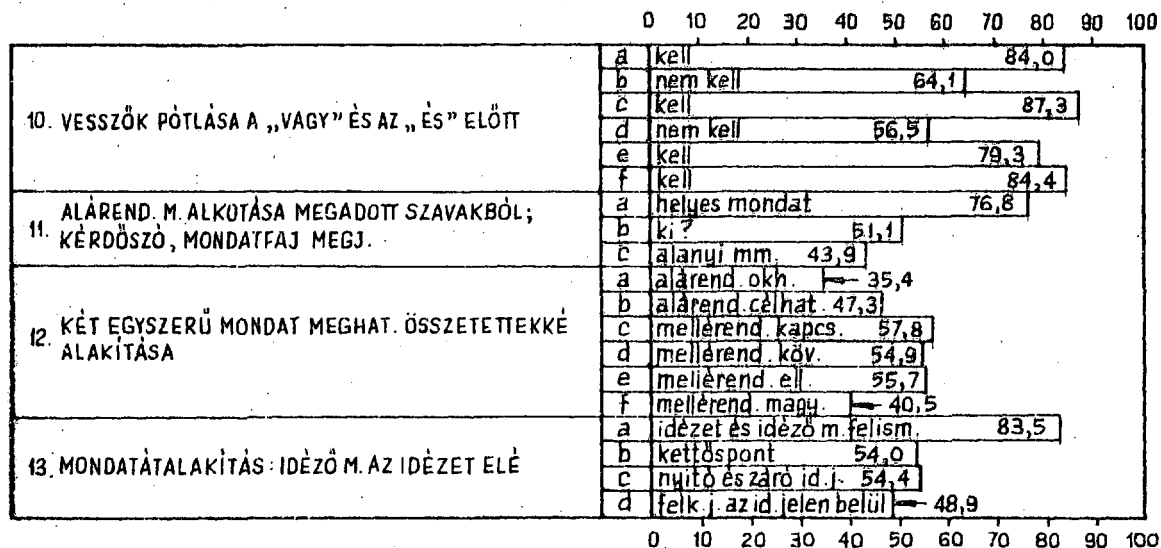 0 10 20 30 40 50 60 70 80 90 100
10. VESSZŐK PÓTLÁSA A „VAGY” ÉS AZ „ÉS” ELŐTT
a kell 84,0
b nem kell 64,1
c kell 87,3
d nem kell 56,5
e kell 79,3
f kell 84,4
11. ALÁREND. M. ALKOTÁSA MEGADOTT SZAVAKBÓL;
KÉRDŐSZÓ, MONDATFAJ MEGJ.
a helyes mondat 76,8
b ki? 51,1
c alanyi mm. 43,9
12. KÉT EGYSZERŰ MONDAT MEGHAT. ÖSSZETETTEKKÉ
ALAKÍTÁSA
a alárend. okh. 35,4
b alárend. célhat. 47,3
c mellérend. kapcs. 57,8
d mellérend. köv. 54,9
e mellérend. ell. 55,7
f mellérend. magy. 40,5
13. MONDATÁTALAKÍTÁS: IDÉZŐ M. AZ IDÉZET ELÉ
a idézet és idéző m. felism. 83,5
b kettőspont 54,0
c nyitó és záró id. j. 54,4
d felk. j. az id. jelen belül 48,9
0 10 20 30 40 50 60 70 80 90 100